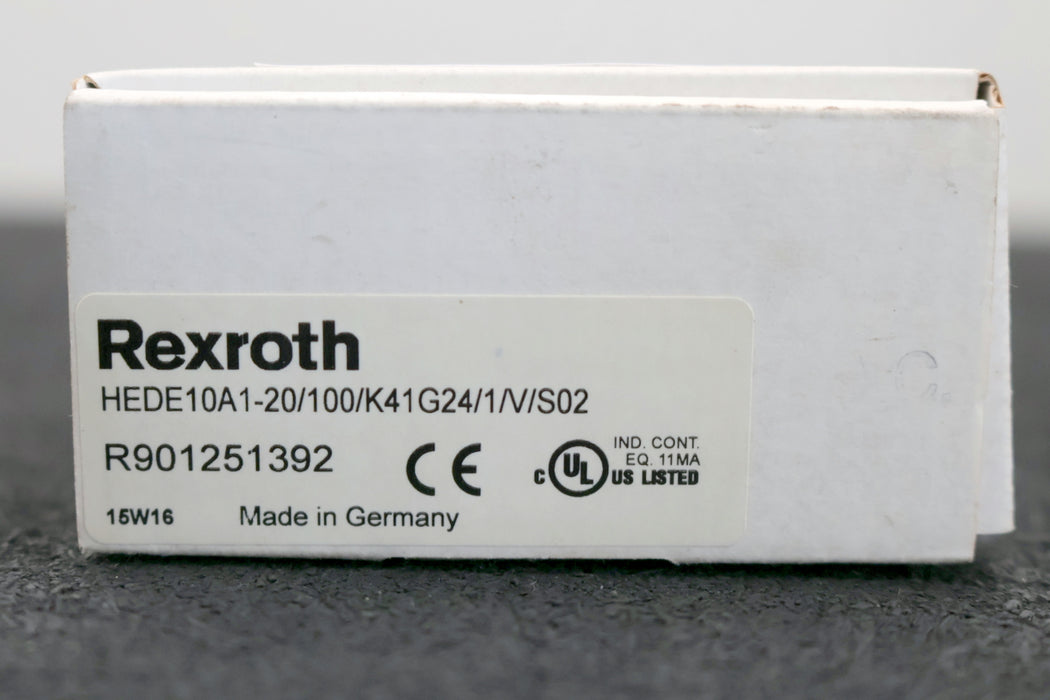 Rexroth
HEDE10A1-20/100/K41G24/1/V/S02
R901251392
CE
c UL US LISTED
IND. CONT.
EQ. 11MA
15W16
Made in Germany